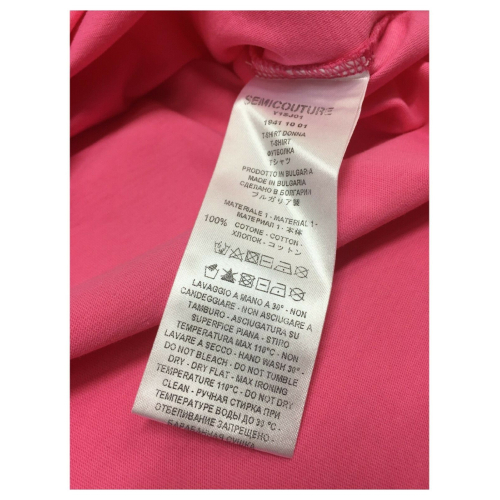 SEMICOUTURE
Y1SJ01
1941 10 01
T-SHIRT DONNA
T-SHIRT
ФУТБОЛКА
Tシャツ
PRODOTTO IN BULGARIA
MADE IN BULGARIA
СДЕЛАНО В БОЛГАРИИ
ブルガリア製
MATERIALE 1 - MATERIAL 1 -
МАТЕРИАЛ 1 - 本体
100% COTONE - COTTON -
ХЛОПОК - コットン
LAVAGGIO A MANO A 30° - NON
CANDEGGIARE - NON ASCIUGARE A
TAMBURO - ASCIUGATURA SU
SUPERFICE PIANA - STIRO
TEMPERATURA MAX 110°C - NON
LAVARE A SECCO - HAND WASH 30° -
DO NOT BLEACH - DO NOT TUMBLE
DRY - DRY FLAT - MAX IRONING
TEMPERATURE 110°C - DO NOT DRY
CLEAN - РУЧНАЯ СТИРКА ПРИ
ТЕМПЕРАТУРЕ ВОДЫ ДО 30 °C -
ОТБЕЛИВАНИЕ ЗАПРЕЩЕНО -
БАРАБАННАЯ СУШКА